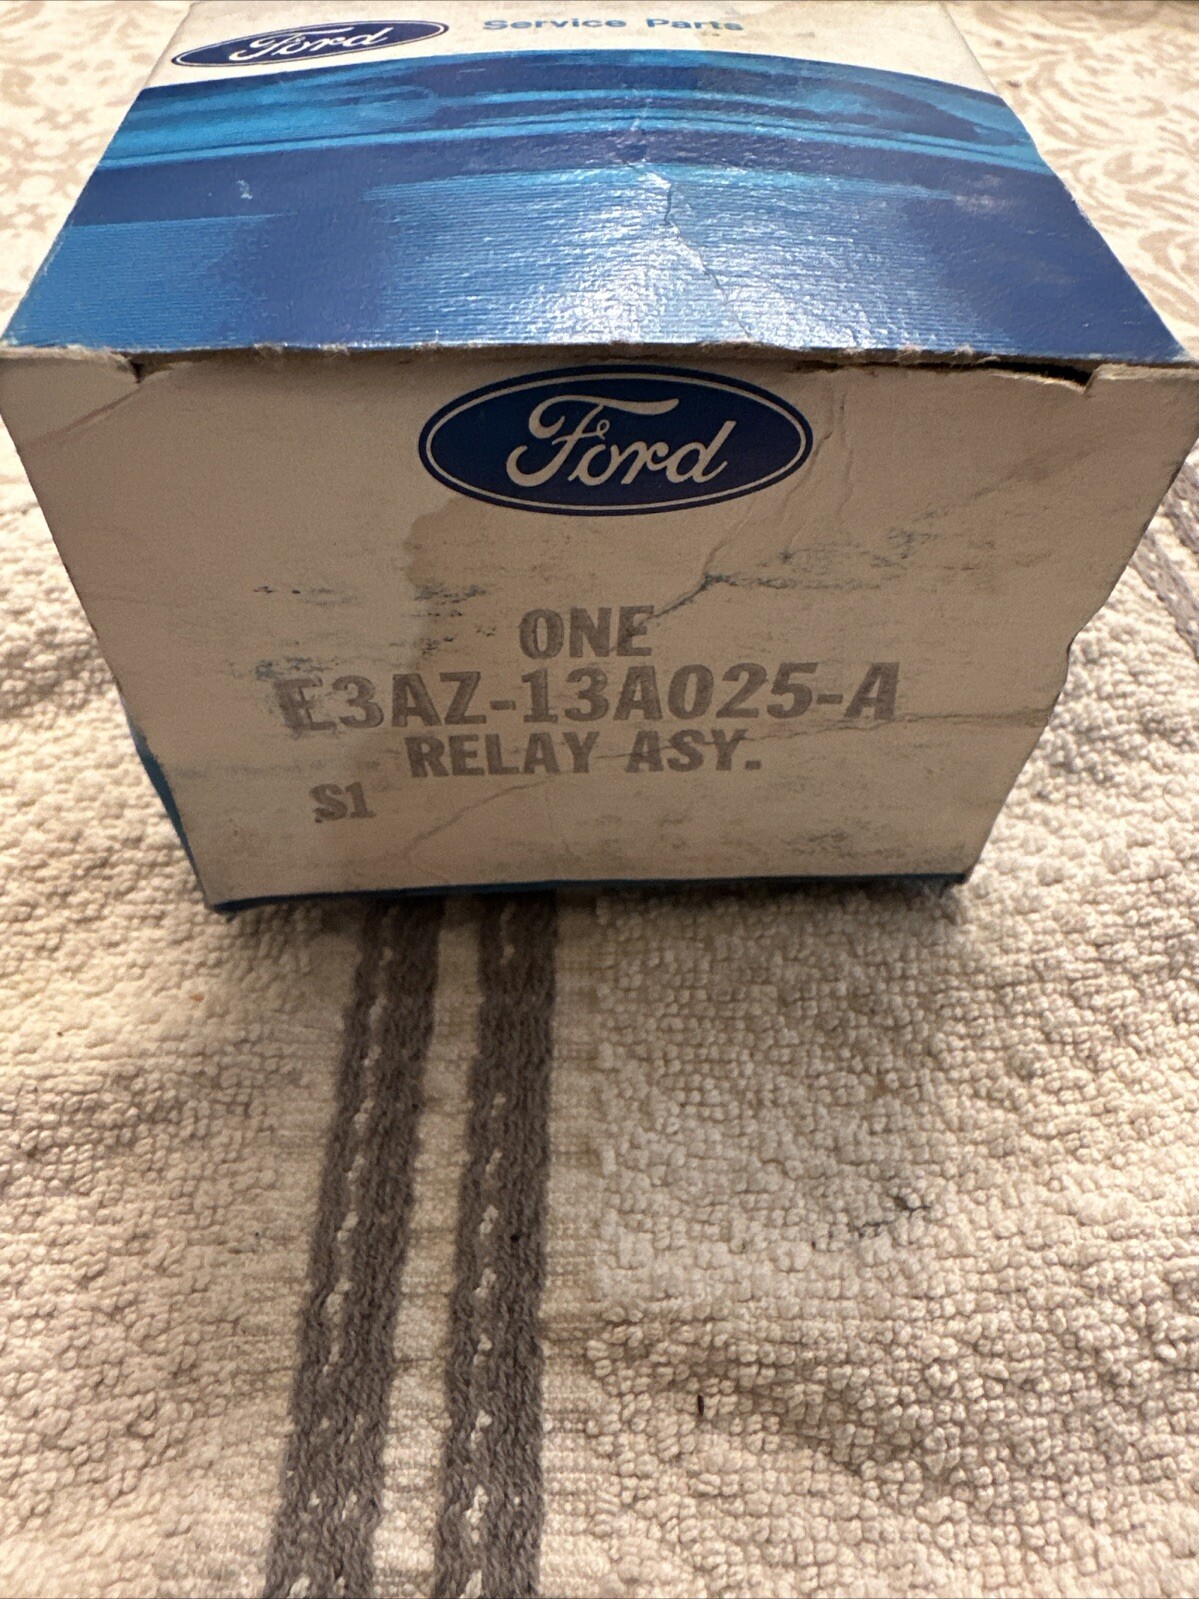 Ford Service Parts
Ford
ONE
E3AZ-13A025-A
RELAY ASY.
S1